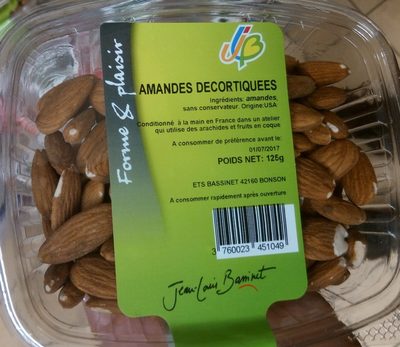 JLB
Forme & plaisir
AMANDES DECORTIQUEES
Ingrédients: amandes,
sans conservateur. Origine:USA
Conditionné à la main en France dans un atelier
qui utilise des arachides et fruits en coque
A consommer de préférence avant le:
01/07/2017
POIDS NET: 125g
ETS BASSINET 42160 BONSON
A consommer rapidement après ouverture
3 760023 451049
Jean-Louis Bassinet